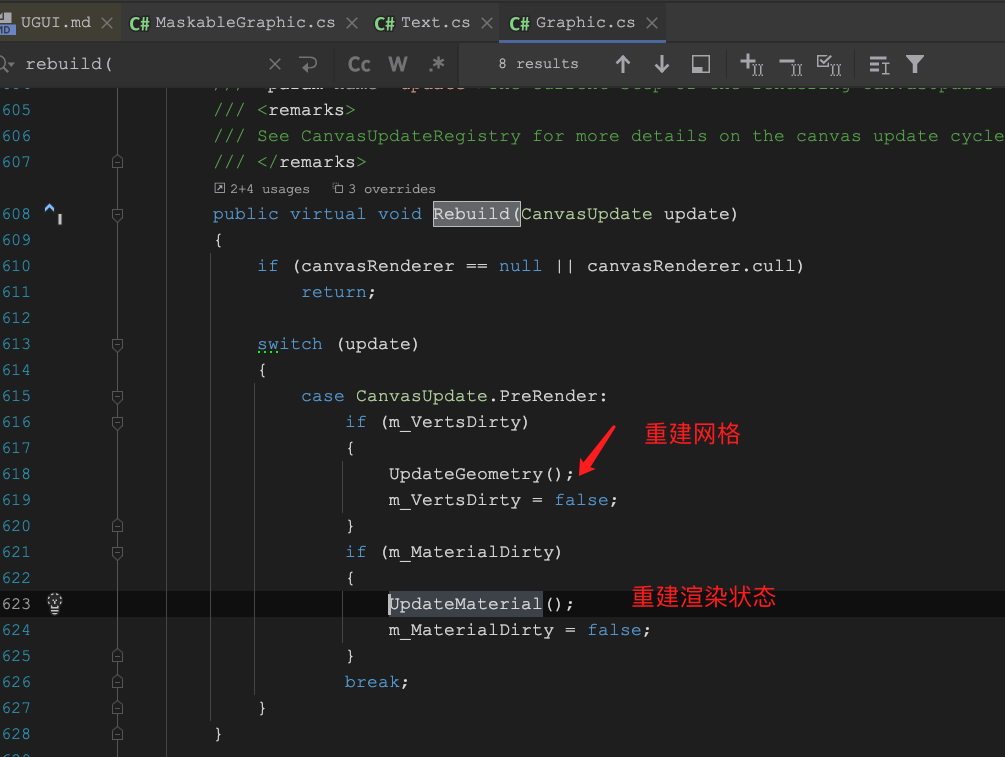 UGUI.md × C# MaskableGraphic.cs × C# Text.cs × C# Graphic.cs ×
rebuild( × Cc W .* 8 results
605 /// <remarks>
606 /// See CanvasUpdateRegistry for more details on the canvas update cycle
607 /// </remarks>
2+4 usages 3 overrides
608 public virtual void Rebuild(CanvasUpdate update)
609 {
610 if (canvasRenderer == null || canvasRenderer.cull)
611 return;
612
613 switch (update)
614 {
615 case CanvasUpdate.PreRender:
616 if (m_VertsDirty)
重建网格
617 {
618 UpdateGeometry();
619 m_VertsDirty = false;
620 }
621 if (m_MaterialDirty)
622 {
623 UpdateMaterial(); 重建渲染状态
624 m_MaterialDirty = false;
625 }
626 break;
627 }
628 }